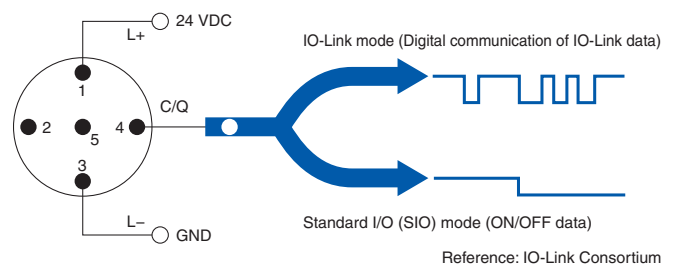 24 VDC
L+
IO-Link mode (Digital communication of IO-Link data)
1
C/Q
2
5
4
3
L−
GND
Standard I/O (SIO) mode (ON/OFF data)
Reference: IO-Link Consortium